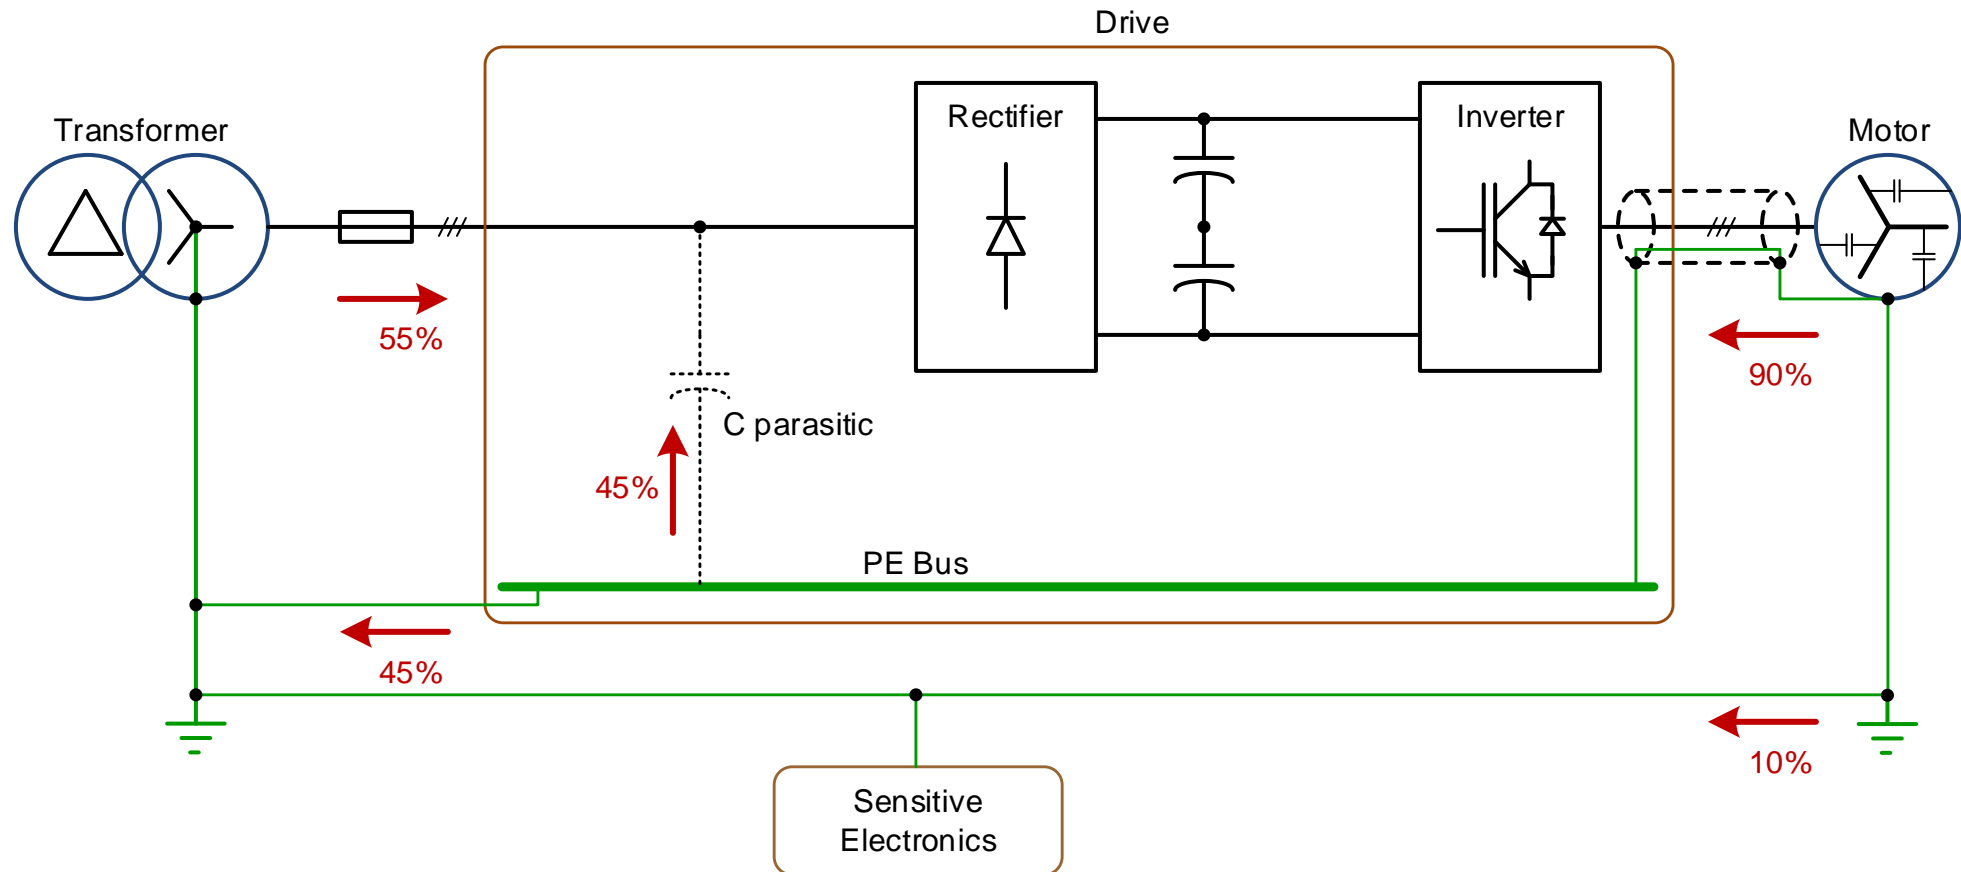 Drive
Transformer
Rectifier
Inverter
Motor
55%
90%
C parasitic
45%
PE Bus
45%
10%
Sensitive
Electronics